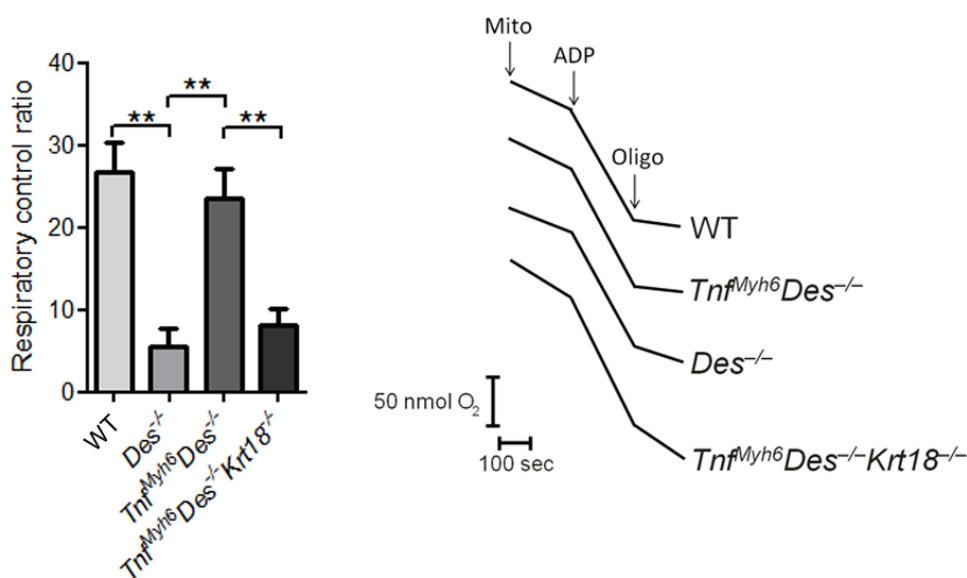 Respiratory control ratio
40
30
20
10
0
**
**
**
WT
Des⁻/⁻
Tnfᴹʸʰ⁶Des⁻/⁻
Tnfᴹʸʰ⁶Des⁻/⁻Krt18⁻/⁻
Mito
ADP
Oligo
WT
Tnfᴹʸʰ⁶Des⁻/⁻
Des⁻/⁻
Tnfᴹʸʰ⁶Des⁻/⁻Krt18⁻/⁻
50 nmol O₂
100 sec